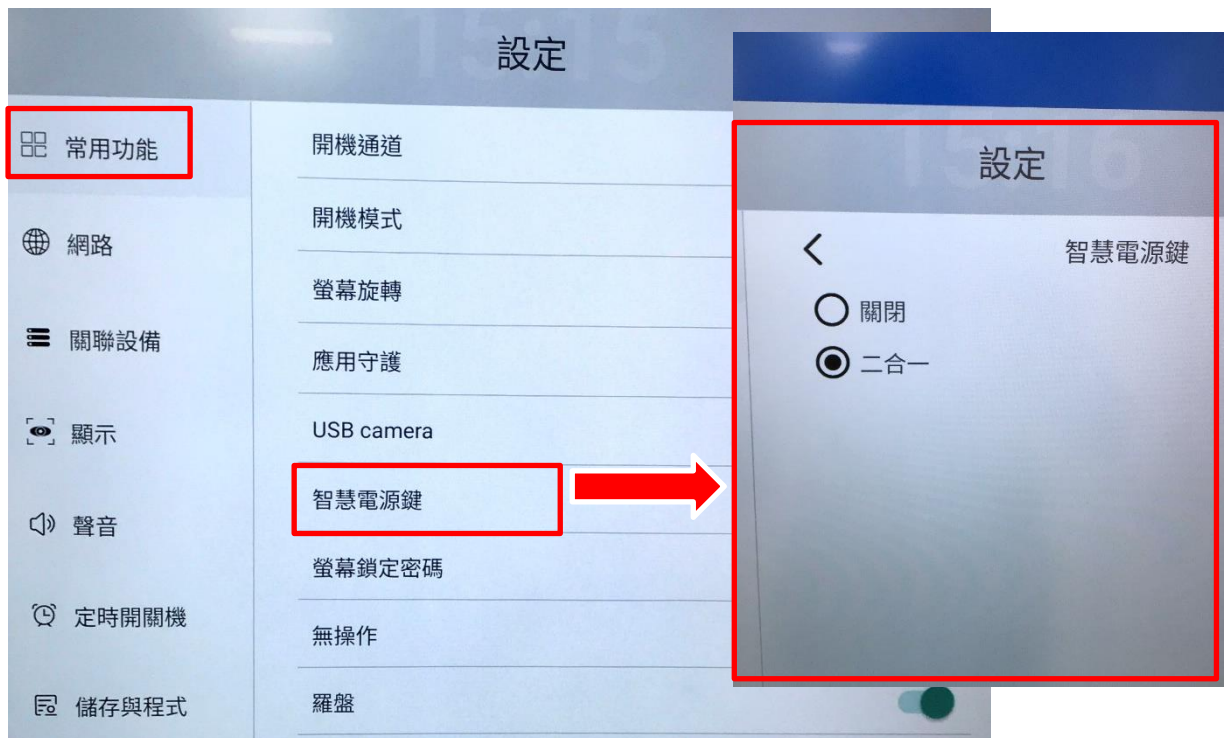 設定
常用功能
網路
關聯設備
顯示
聲音
定時開關機
儲存與程式
開機通道
開機模式
螢幕旋轉
應用守護
USB camera
智慧電源鍵
螢幕鎖定密碼
無操作
羅盤
15:16
設定
智慧電源鍵
關閉
二合一